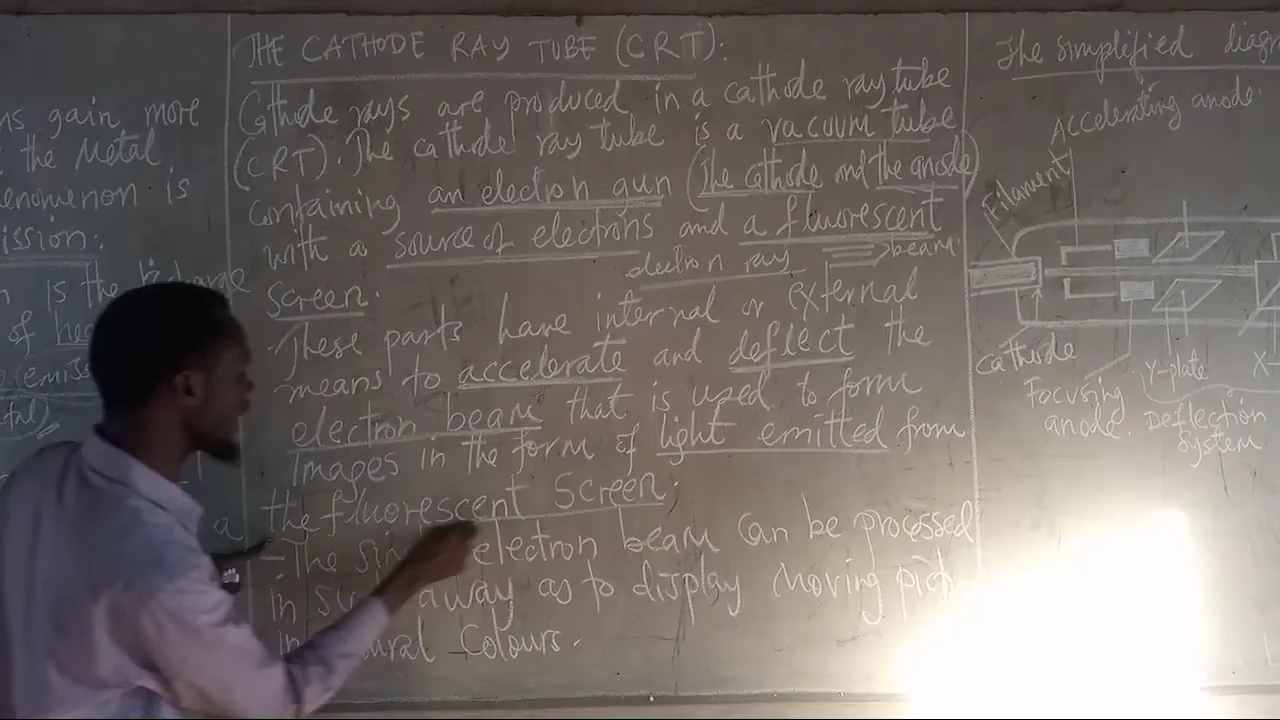 ns gain more
the Metal
enomenon is
ission:
n is the
of
emiss
THE CATHODE RAY TUBE (CRT):
Cathode rays are produced in a cathode ray tube
(CRT). The cathode ray tube is a vacuum tube
containing an electron gun (The cathode and the anode)
with a source of electrons and a fluorescent
Screen.
electron ray
beam.
-These parts have internal or external
means to accelerate and deflect the
electron beam that is used to form
Images in the form of light emitted from
the fluorescent Screen.
-The electron beam can be processed
in away as to display moving
Colours.
a
The simplified diagr
Accelerating anode.
Filament
cathode
Focusing
anode.
Y-plate
X-
Deflection
System